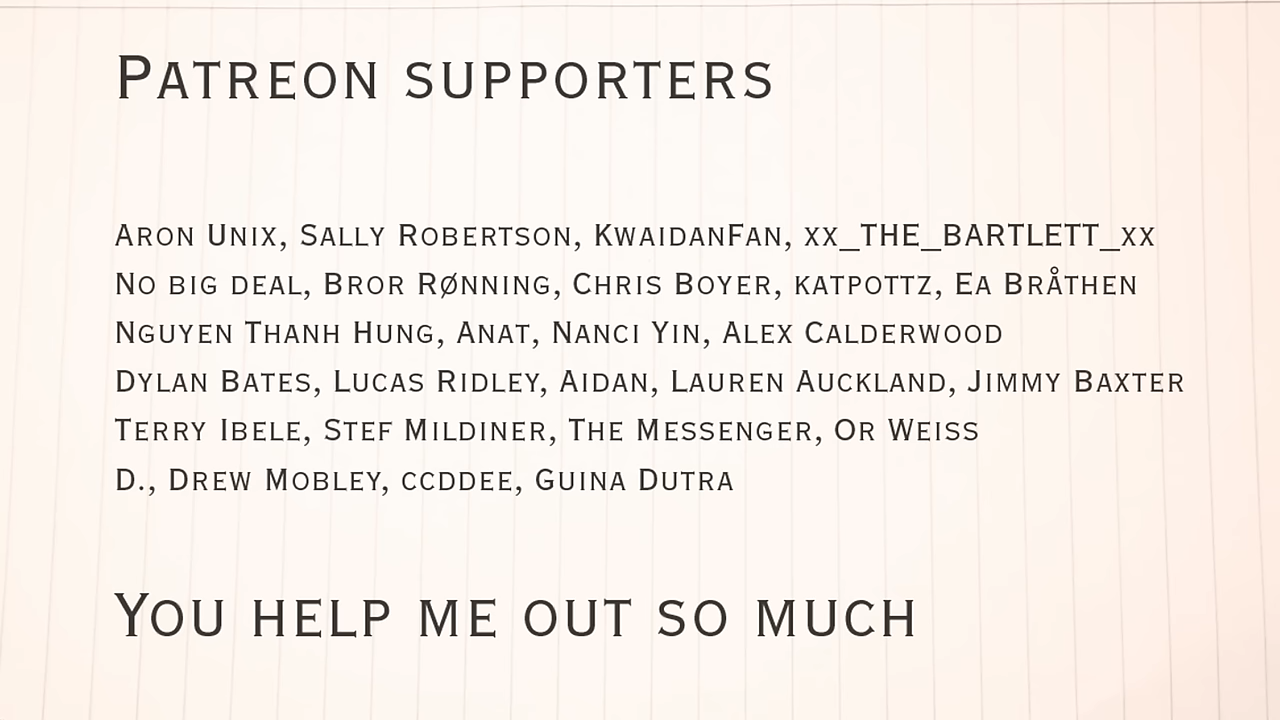 Patreon supporters
Aron Unix, Sally Robertson, KwaidanFan, xx_THE_BARTLETT_xx
No big deal, Bror Rønning, Chris Boyer, katpottz, Ea Bråthen
Nguyen Thanh Hung, Anat, Nanci Yin, Alex Calderwood
Dylan Bates, Lucas Ridley, Aidan, Lauren Auckland, Jimmy Baxter
Terry Ibele, Stef Mildiner, The Messenger, Or Weiss
D., Drew Mobley, ccddee, Guina Dutra
You help me out so much